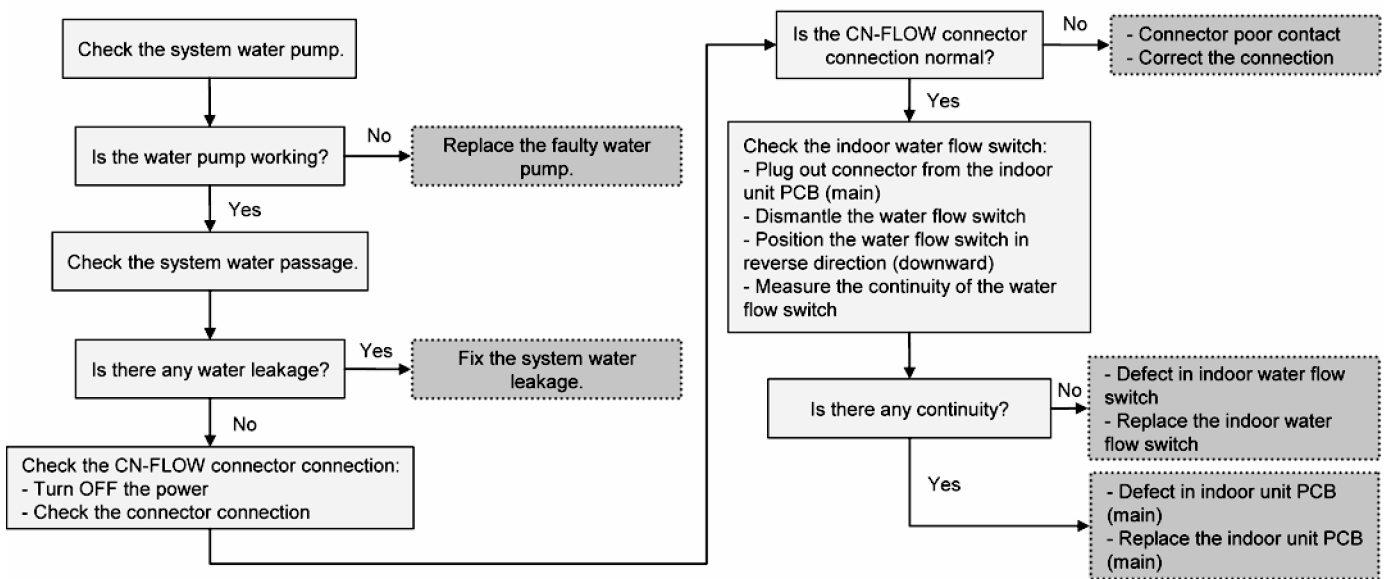 Check the system water pump.
Is the water pump working?
No
Replace the faulty water
pump.
Yes
Check the system water passage.
Is there any water leakage?
Yes
Fix the system water
leakage.
No
Check the CN-FLOW connector connection:
- Turn OFF the power
- Check the connector connection
Is the CN-FLOW connector
connection normal?
No
- Connector poor contact
- Correct the connection
Yes
Check the indoor water flow switch:
- Plug out connector from the indoor
unit PCB (main)
- Dismantle the water flow switch
- Position the water flow switch in
reverse direction (downward)
- Measure the continuity of the water
flow switch
Is there any continuity?
No
- Defect in indoor water flow
switch
- Replace the indoor water
flow switch
Yes
- Defect in indoor unit PCB
(main)
- Replace the indoor unit PCB
(main)